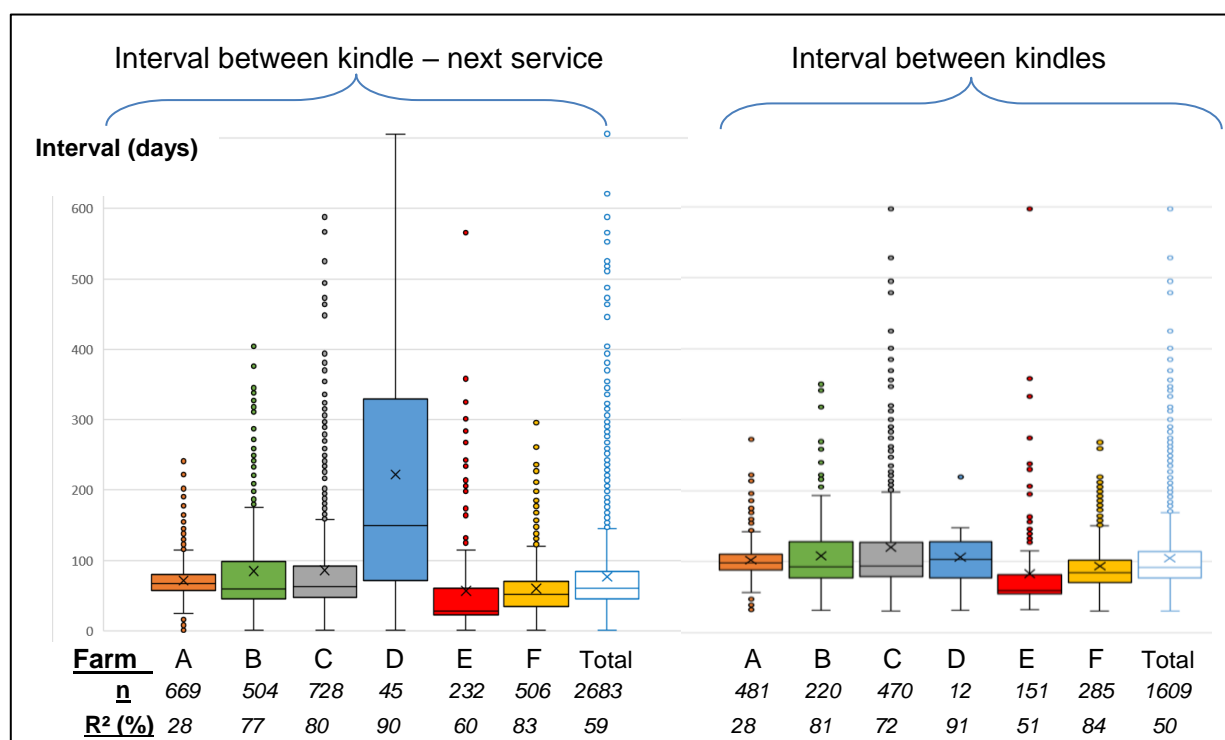 Interval between kindle – next service
Interval between kindles
Interval (days)
600
500
400
300
200
100
0
Farm A B C D E F Total A B C D E F Total
n 669 504 728 45 232 506 2683 481 220 470 12 151 285 1609
R² (%) 28 77 80 90 60 83 59 28 81 72 91 51 84 50